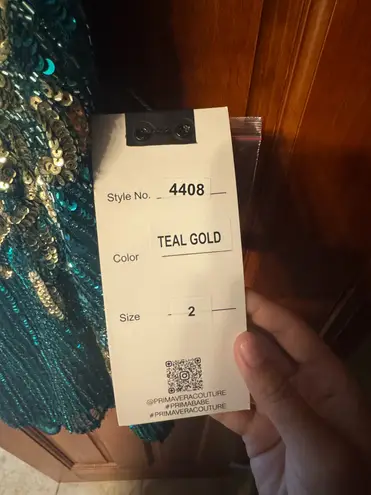 Style No. 4408
Color TEAL GOLD
Size 2
@PRIMAVERACOUTURE
#PRIMABABE
#PRIMAVERACOUTURE